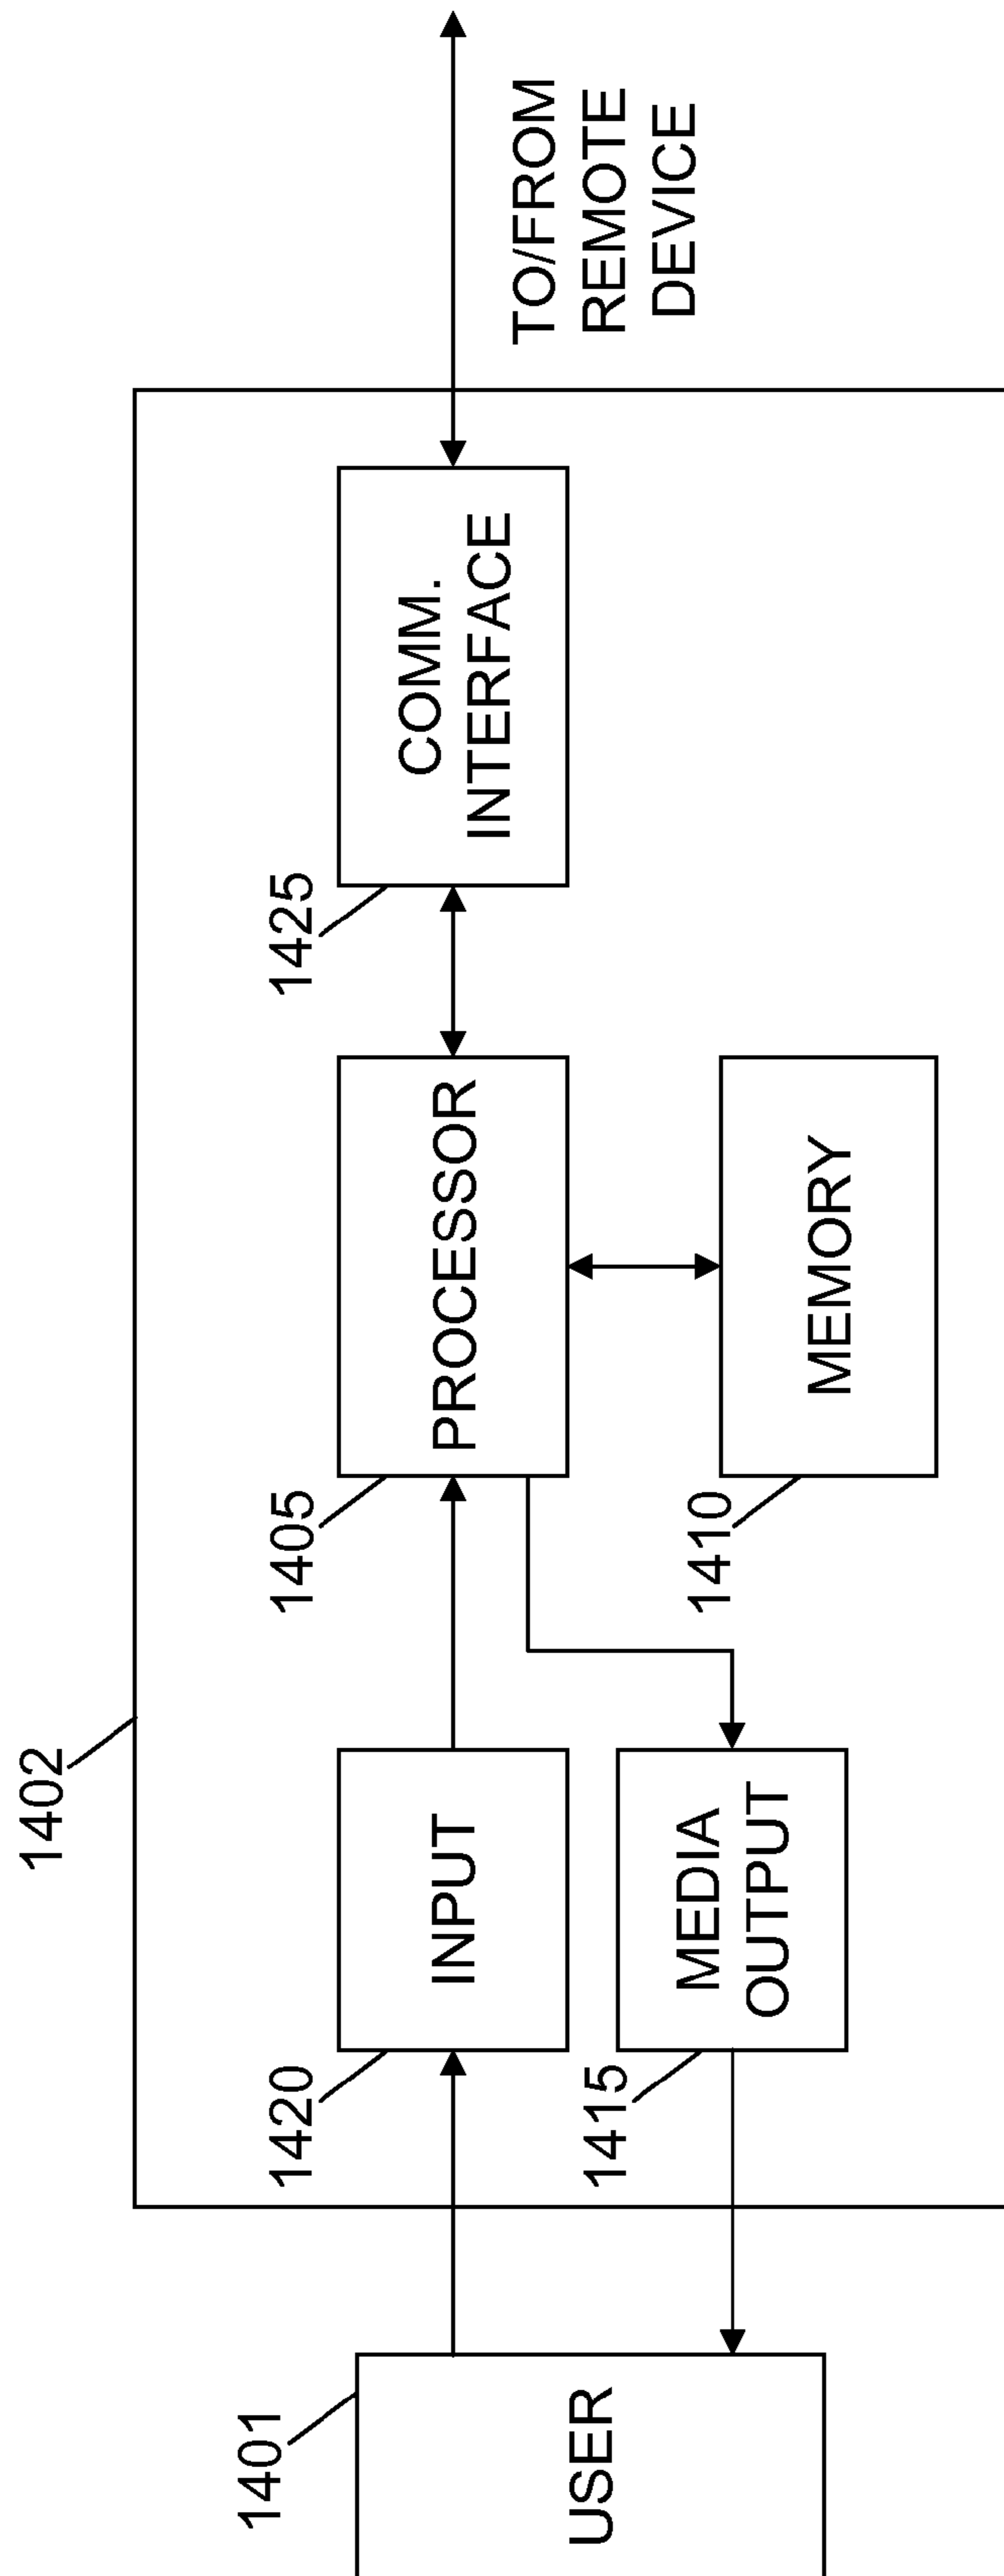 1402
1401
USER
1420
INPUT
1415
MEDIA
OUTPUT
1405
PROCESSOR
1410
MEMORY
1425
COMM.
INTERFACE
TO/FROM
REMOTE
DEVICE